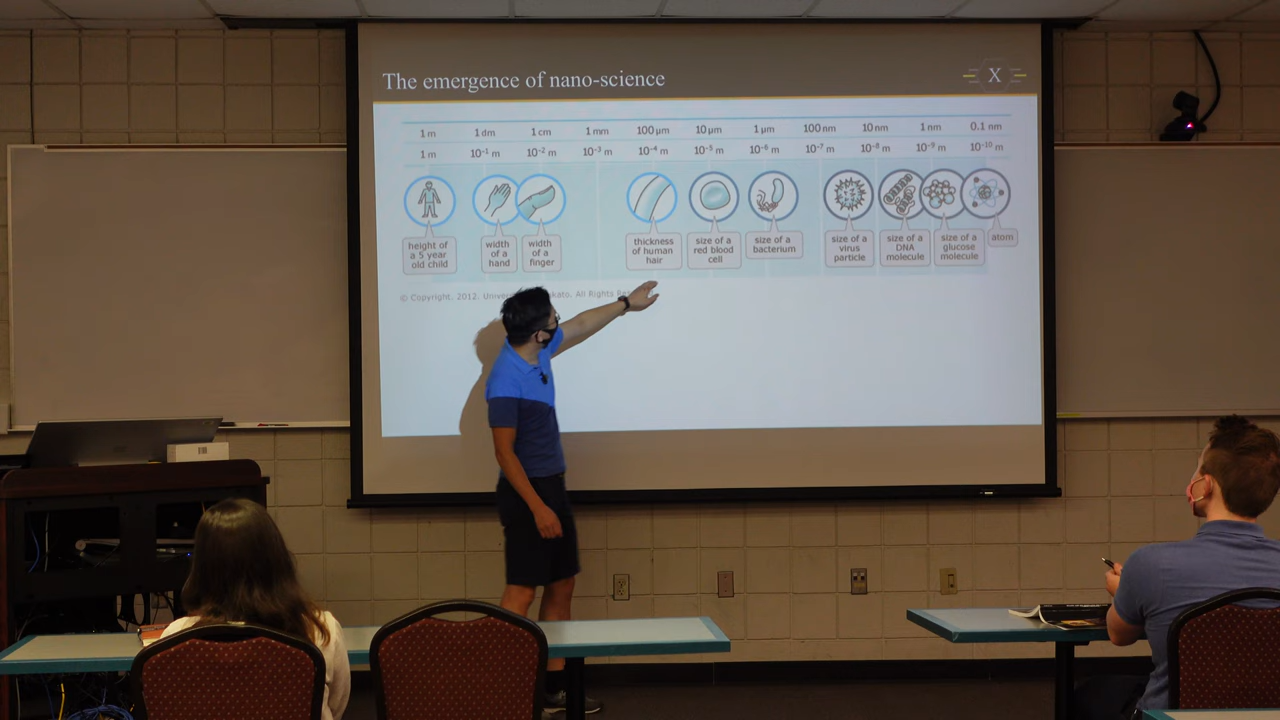 The emergence of nano-science
X
1 m 1 dm 1 cm 1 mm 100 µm 10 µm 1 µm 100 nm 10 nm 1 nm 0.1 nm
1 m 10⁻¹ m 10⁻² m 10⁻³ m 10⁻⁴ m 10⁻⁵ m 10⁻⁶ m 10⁻⁷ m 10⁻⁸ m 10⁻⁹ m 10⁻¹⁰ m
height of
a 5 year
old child
width
of a
hand
width
of a
finger
thickness
of human
hair
size of a
red blood
cell
size of a
bacterium
size of a
virus
particle
size of a
DNA
molecule
size of a
glucose
molecule
atom
© Copyright. 2012. All Rights